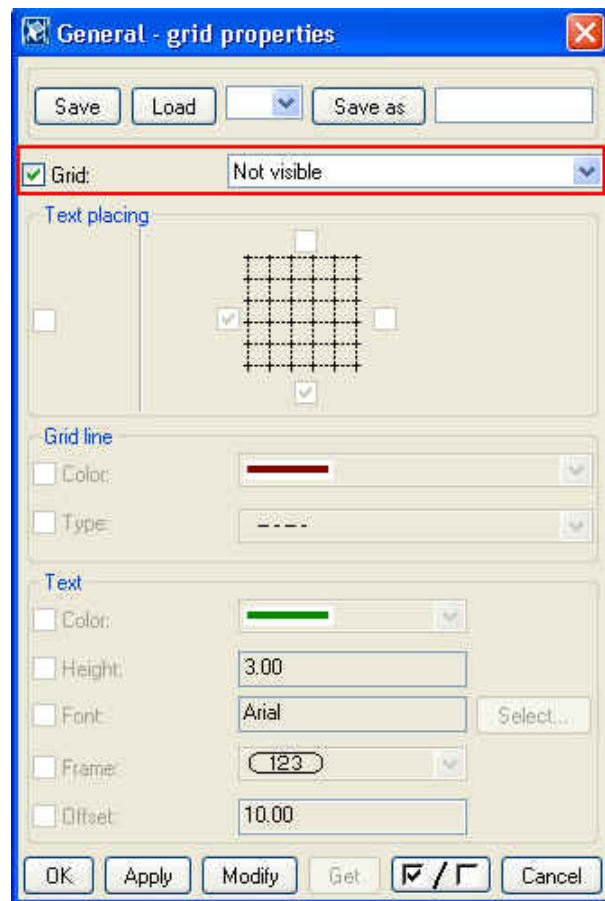 General - grid properties
Save Load Save as
Grid: Not visible
Text placing
Grid line
Color:
Type:
Text
Color:
Height: 3.00
Font: Arial Select...
Frame: 123
Offset: 10.00
OK Apply Modify Get / Cancel